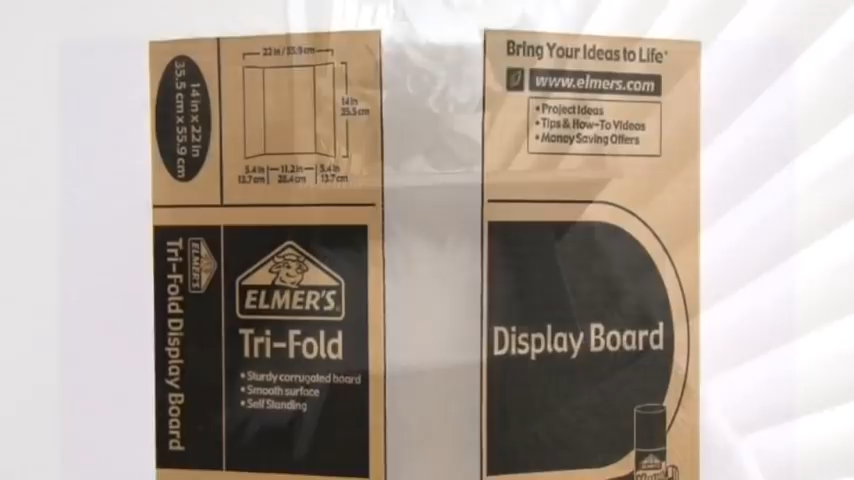 14 in x 22 in
35.5 cm x 55.9 cm
22 in / 55.9 cm
14 in
35.5 cm
5.4 in 11.2 in 5.4 in
13.7 cm 28.4 cm 13.7 cm
ELMER'S
Tri-Fold Display Board
ELMER'S
Tri-Fold
• Sturdy corrugated board
• Smooth surface
• Self Standing
Bring Your Ideas to Life
www.elmers.com
• Project Ideas
• Tips & How-To Videos
• Money Saving Offers
Display Board
ELMER'S